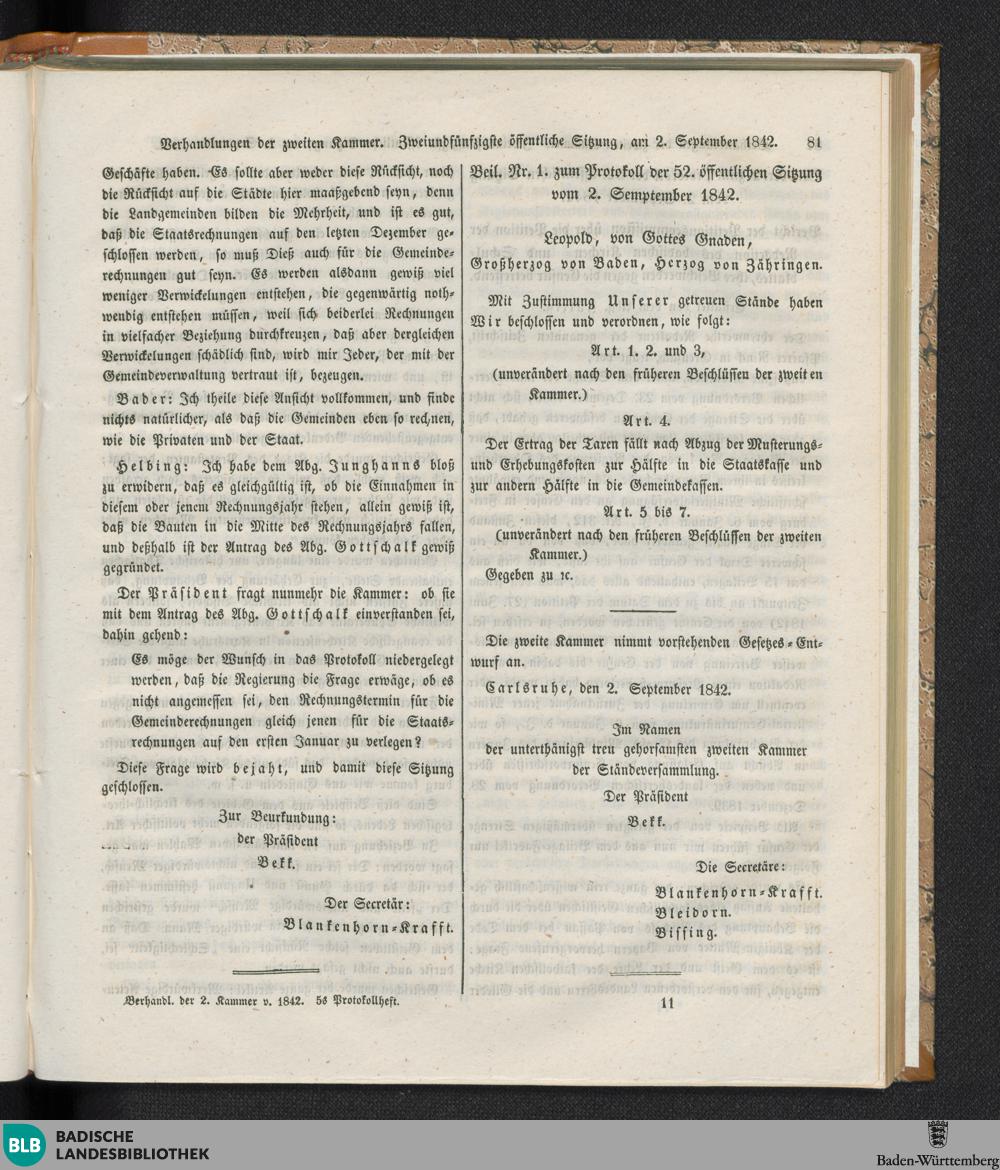 Verhandlungen der zweiten Kammer. Zweiundfünfzigste öffentliche Sitzung, am 2. September 1842. 81
Geschäfte haben. Es sollte aber weder diese Rücksicht, noch
die Rücksicht auf die Städte hier maaßgebend seyn, denn
die Landgemeinden bilden die Mehrheit, und ist es gut,
daß die Staatsrechnungen auf den letzten Dezember ge-
schlossen werden, so muß Dieß auch für die Gemeinde-
rechnungen gut seyn. Es werden alsdann gewiß viel
weniger Verwickelungen entstehen, die gegenwärtig noth-
wendig entstehen müssen, weil sich beiderlei Rechnungen
in vielfacher Beziehung durchkreuzen, daß aber dergleichen
Verwickelungen schädlich sind, wird mir Jeder, der mit der
Gemeindeverwaltung vertraut ist, bezeugen.
Bader: Ich theile diese Ansicht vollkommen, und finde
nichts natürlicher, als daß die Gemeinden eben so rechnen,
wie die Privaten und der Staat.
Helbing: Ich habe dem Abg. Junghanns bloß
zu erwidern, daß es gleichgültig ist, ob die Einnahmen in
diesem oder jenem Rechnungsjahr stehen, allein gewiß ist,
daß die Bauten in die Mitte des Rechnungsjahrs fallen,
und deßhalb ist der Antrag des Abg. Gottschalk gewiß
gegründet.
Der Präsident fragt nunmehr die Kammer: ob sie
mit dem Antrag des Abg. Gottschalk einverstanden sei,
dahin gehend:
Es möge der Wunsch in das Protokoll niedergelegt
werden, daß die Regierung die Frage erwäge, ob es
nicht angemessen sei, den Rechnungstermin für die
Gemeinderechnungen gleich jenen für die Staats-
rechnungen auf den ersten Januar zu verlegen?
Diese Frage wird bejaht, und damit diese Sitzung
geschlossen.
Zur Beurkundung:
der Präsident
Bekk.
Der Secretär:
Blankenhorn-Krafft.
Verhandl. der 2. Kammer v. 1842. 5s Protokollheft.
Beil. Nr. 1. zum Protokoll der 52. öffentlichen Sitzung
vom 2. Semptember 1842.
Leopold, von Gottes Gnaden,
Großherzog von Baden, Herzog von Zähringen.
Mit Zustimmung Unserer getreuen Stände haben
Wir beschlossen und verordnen, wie folgt:
Art. 1. 2. und 3,
(unverändert nach den früheren Beschlüssen der zweiten
Kammer.)
Art. 4.
Der Ertrag der Taxen fällt nach Abzug der Musterungs-
und Erhebungskosten zur Hälfte in die Staatskasse und
zur andern Hälfte in die Gemeindekassen.
Art. 5 bis 7.
(unverändert nach den früheren Beschlüssen der zweiten
Kammer.)
Gegeben zu ꝛc.
Die zweite Kammer nimmt vorstehenden Gesetzes-Ent-
wurf an.
Carlsruhe, den 2. September 1842.
Im Namen
der unterthänigst treu gehorsamsten zweiten Kammer
der Ständeversammlung.
Der Präsident
Bekk.
Die Secretäre:
Blankenhorn-Krafft.
Bleidorn.
Bissing.
11
BLB
BADISCHE
LANDESBIBLIOTHEK
Baden-Württemberg